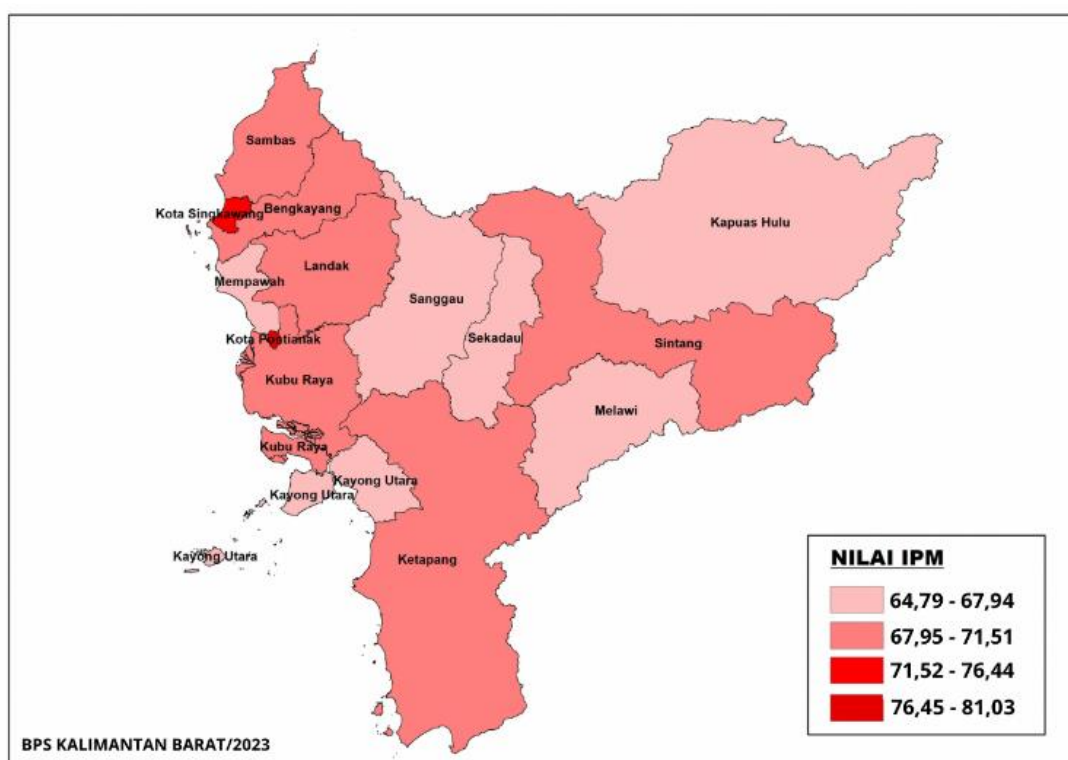 Sambas
Kota Singkawang
Bengkayang
Kapuas Hulu
Landak
Mempawah
Sanggau
Kota Pontianak
Sekadau
Sintang
Kubu Raya
Melawi
Kubu Raya
Kayong Utara
Kayong Utara
Kayong Utara
Ketapang
NILAI IPM
64,79 - 67,94
67,95 - 71,51
71,52 - 76,44
76,45 - 81,03
BPS KALIMANTAN BARAT/2023